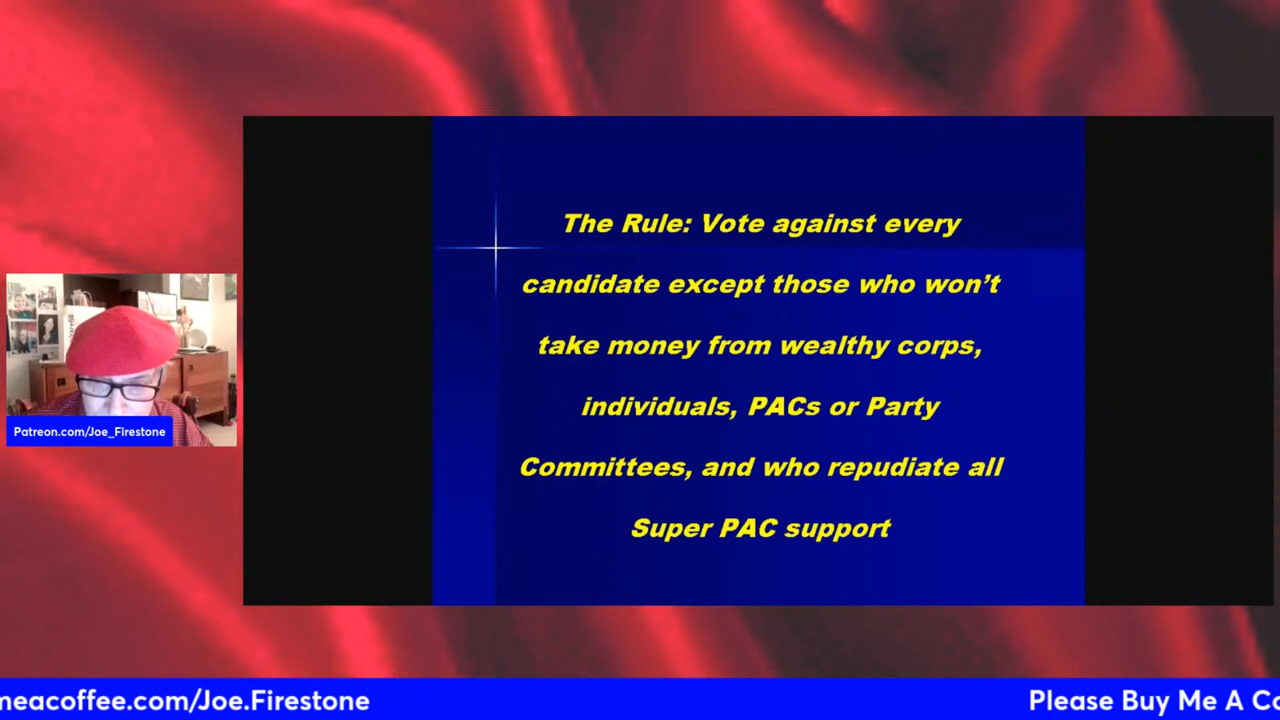 The Rule: Vote against every
candidate except those who won't
take money from wealthy corps,
individuals, PACs or Party
Committees, and who repudiate all
Super PAC support
Patreon.com/Joe_Firestone
meacoffee.com/Joe.Firestone
Please Buy Me A Co